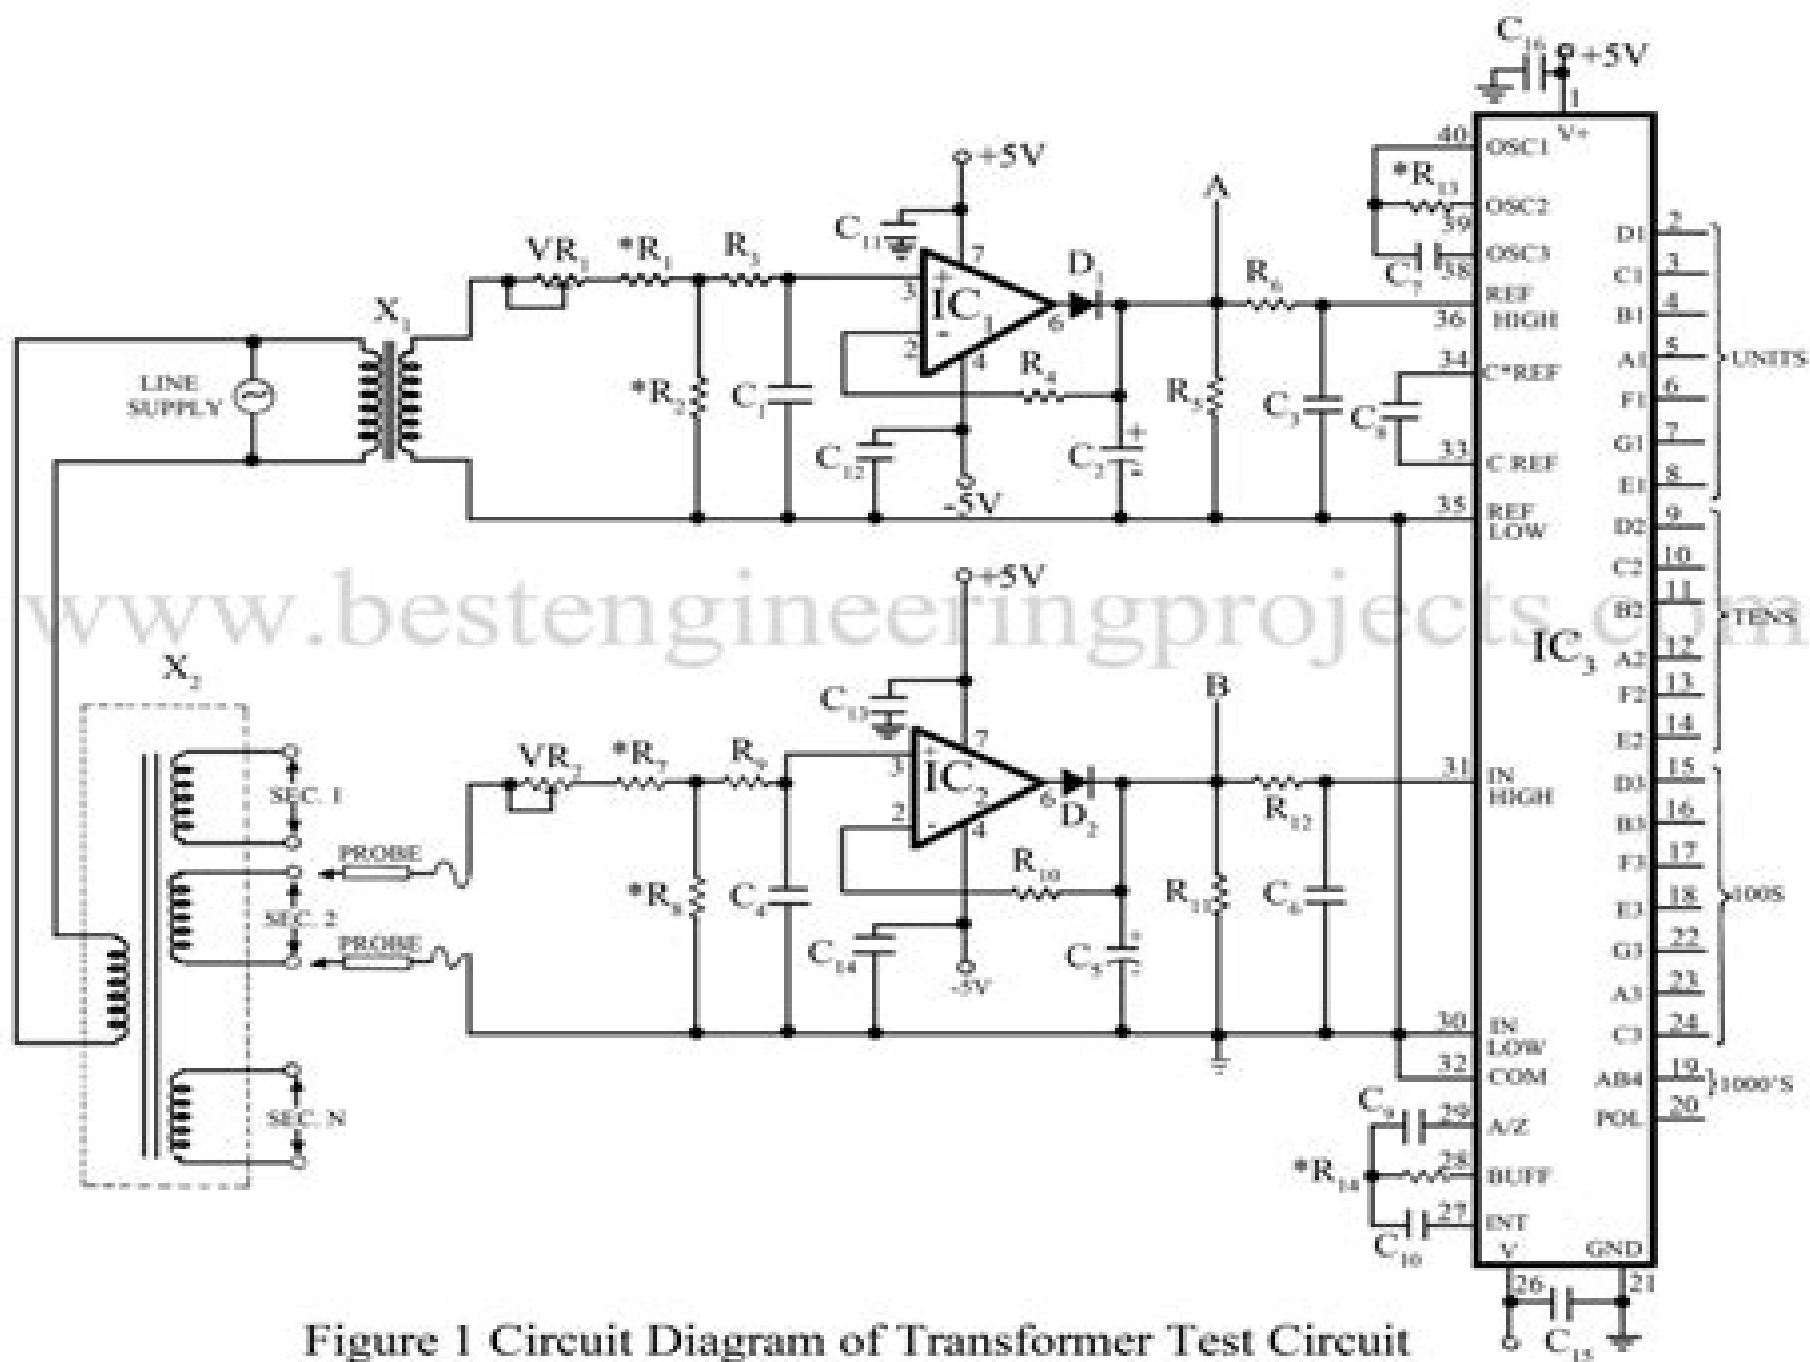 C16
+5V
1
V+
40
OSC1
*R13
OSC2
39
OSC3
38
C7
REF
HIGH
36
34
C*REF
C8
33
C REF
35
REF
LOW
+5V
C11
7
VR1
*R1
R3
3
+
IC1
-
2
4
6
D1
A
R6
X1
LINE
SUPPLY
*R2
C1
R4
R5
C3
C12
C2
+
-
-5V
D1
2
C1
3
B1
4
A1
5
F1
6
G1
7
E1
8
UNITS
D2
9
C2
10
B2
11
A2
12
F2
13
E2
14
TENS
www.bestengineeringprojects.com
IC3
+5V
X2
C13
7
VR2
*R7
R9
3
+
IC2
-
2
4
6
D2
B
R12
31
IN
HIGH
SEC. 1
PROBE
SEC. 2
PROBE
SEC. N
*R8
C4
R10
R11
C6
C14
C5
-5V
30
IN
LOW
32
COM
C9
29
A/Z
*R14
28
BUFF
27
INT
C10
V
GND
26
21
C15
D3
15
B3
16
F3
17
E3
18
G3
22
A3
23
C3
24
100S
AB4
19
1000'S
POL
20
Figure 1 Circuit Diagram of Transformer Test Circuit